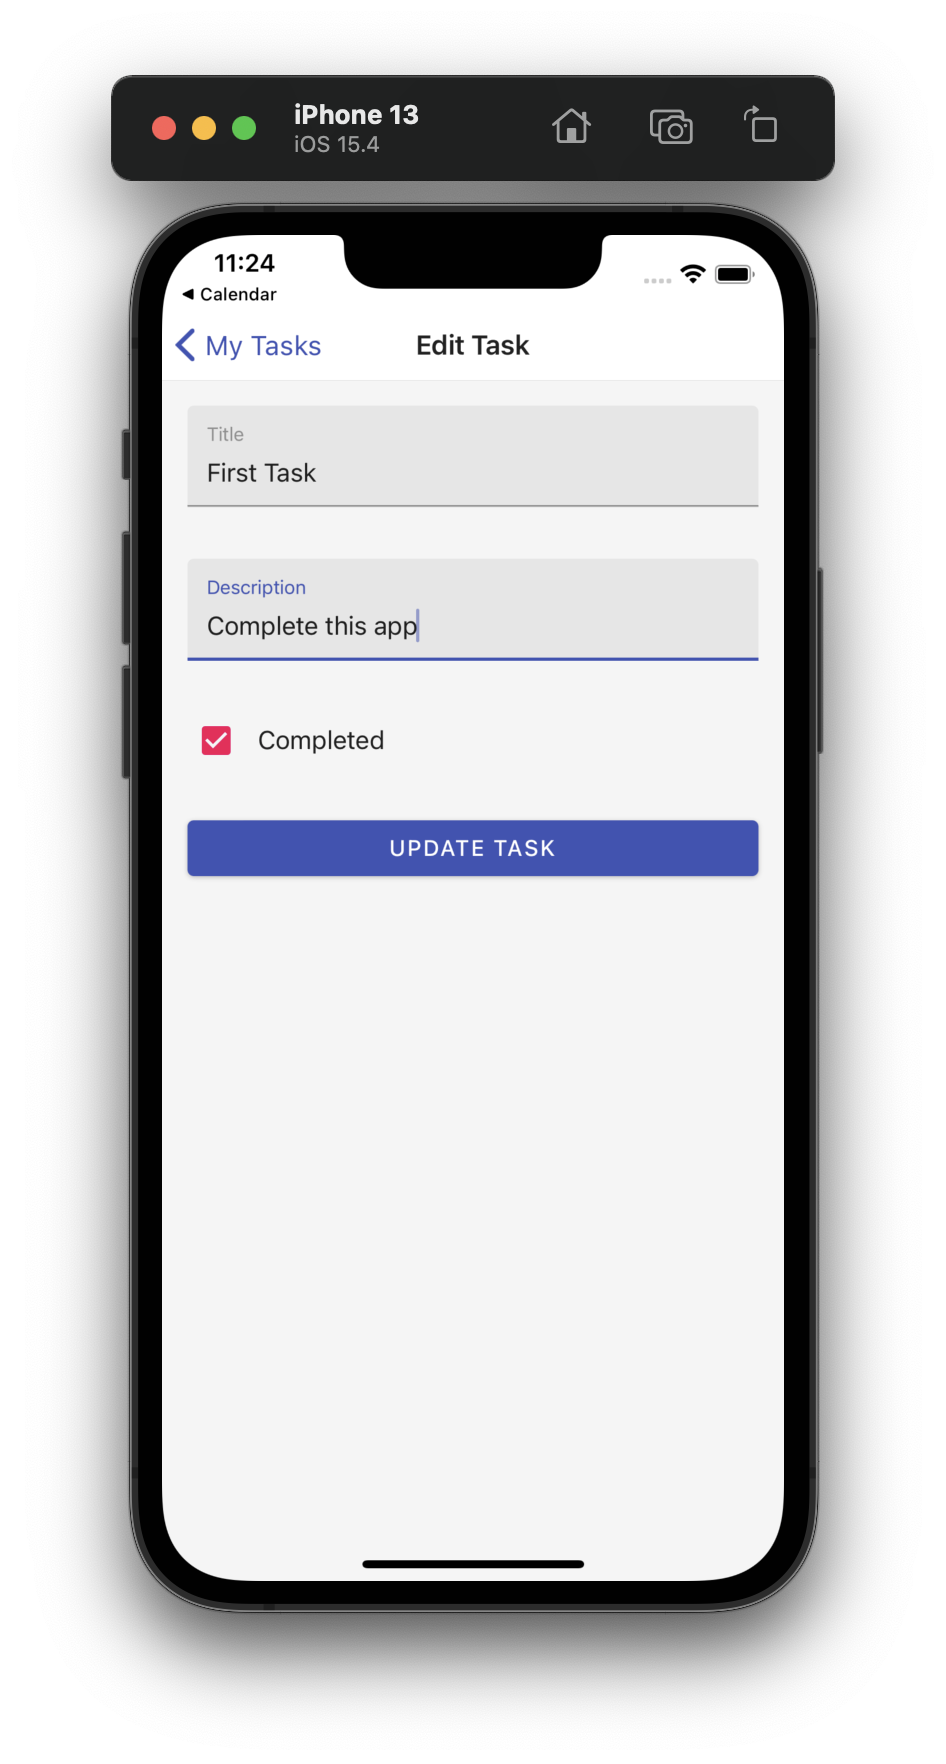 iPhone 13
iOS 15.4
11:24
Calendar
My Tasks
Edit Task
Title
First Task
Description
Complete this app
Completed
UPDATE TASK